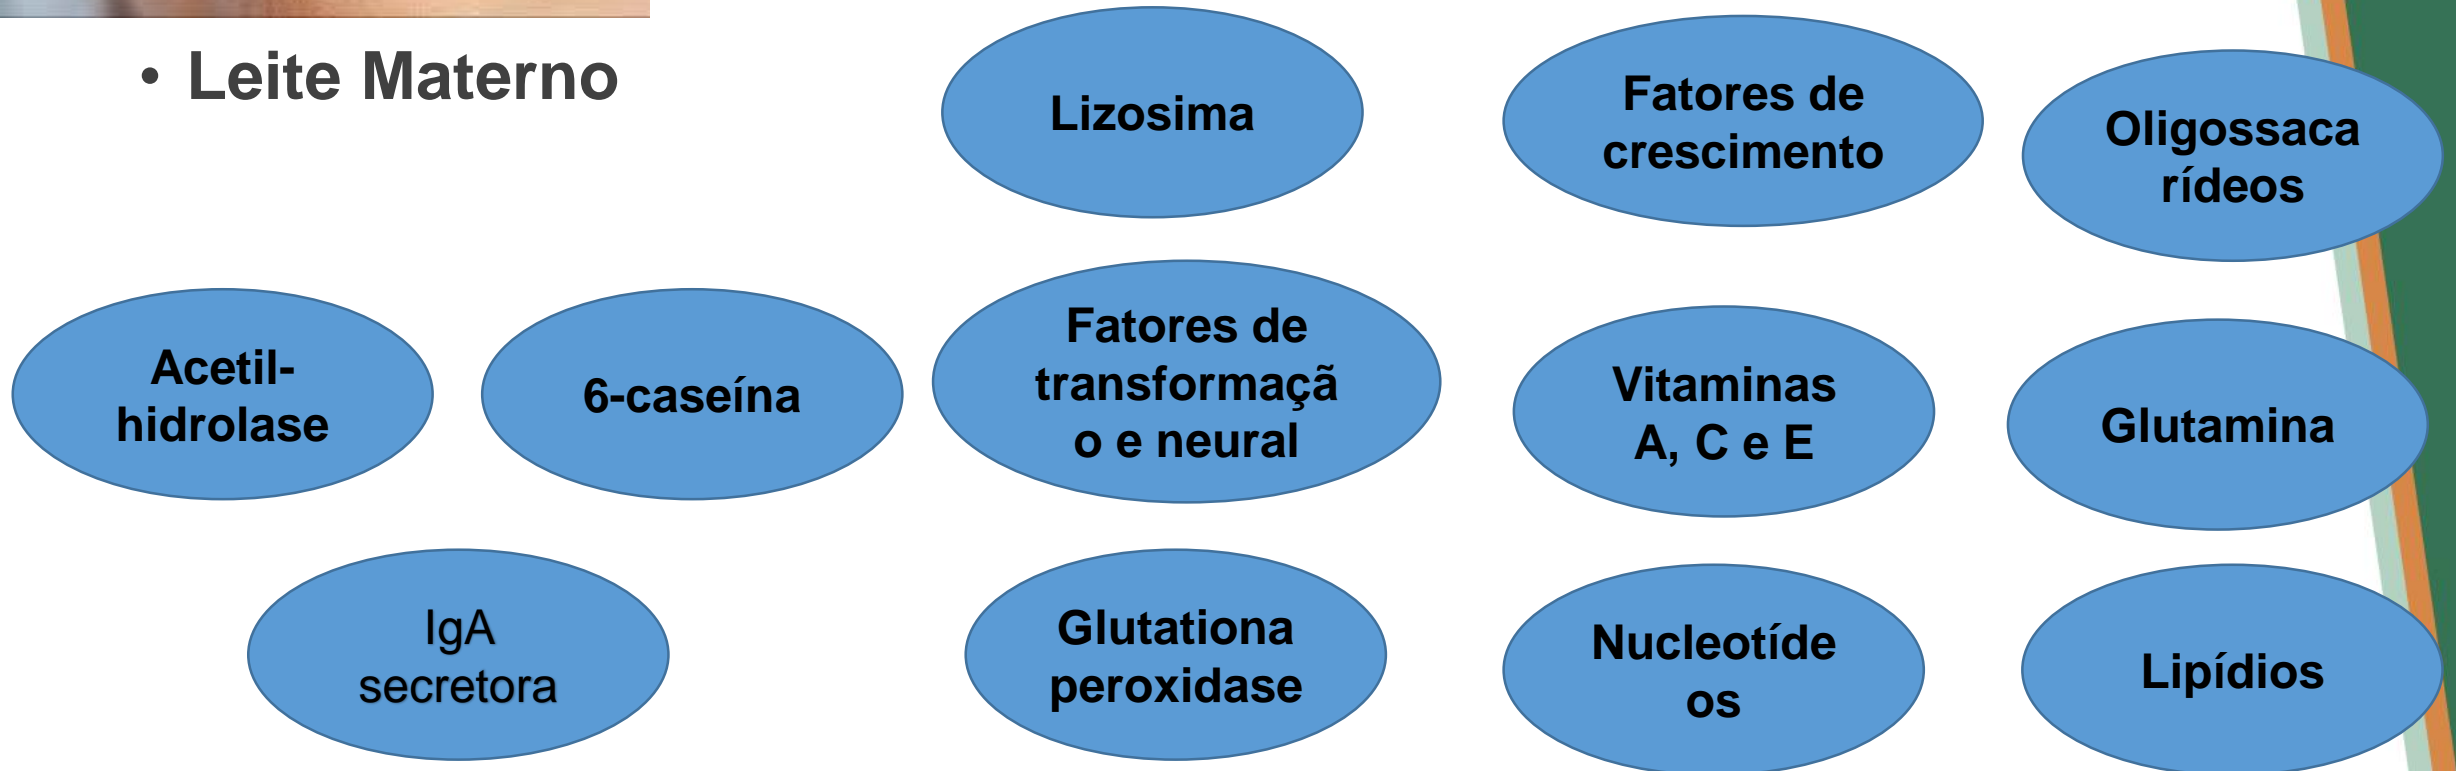 • Leite Materno
Lizosima
Fatores de
crescimento
Oligossaca
rídeos
Acetil-
hidrolase
6-caseína
Fatores de
transformaçã
o e neural
Vitaminas
A, C e E
Glutamina
IgA
secretora
Glutationa
peroxidase
Nucleotíde
os
Lipídios